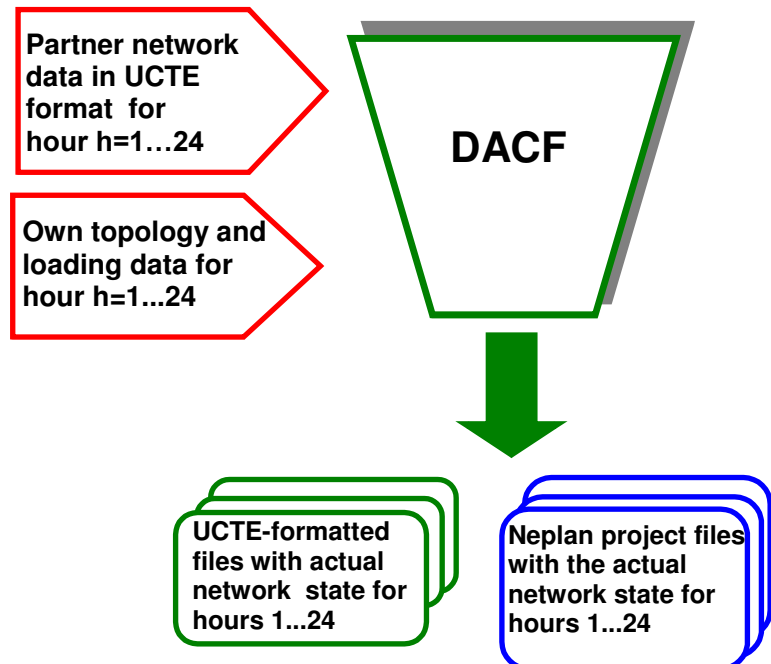 Partner network
data in UCTE
format for
hour h=1…24
DACF
Own topology and
loading data for
hour h=1...24
UCTE-formatted
files with actual
network state for
hours 1...24
Neplan project files
with the actual
network state for
hours 1...24